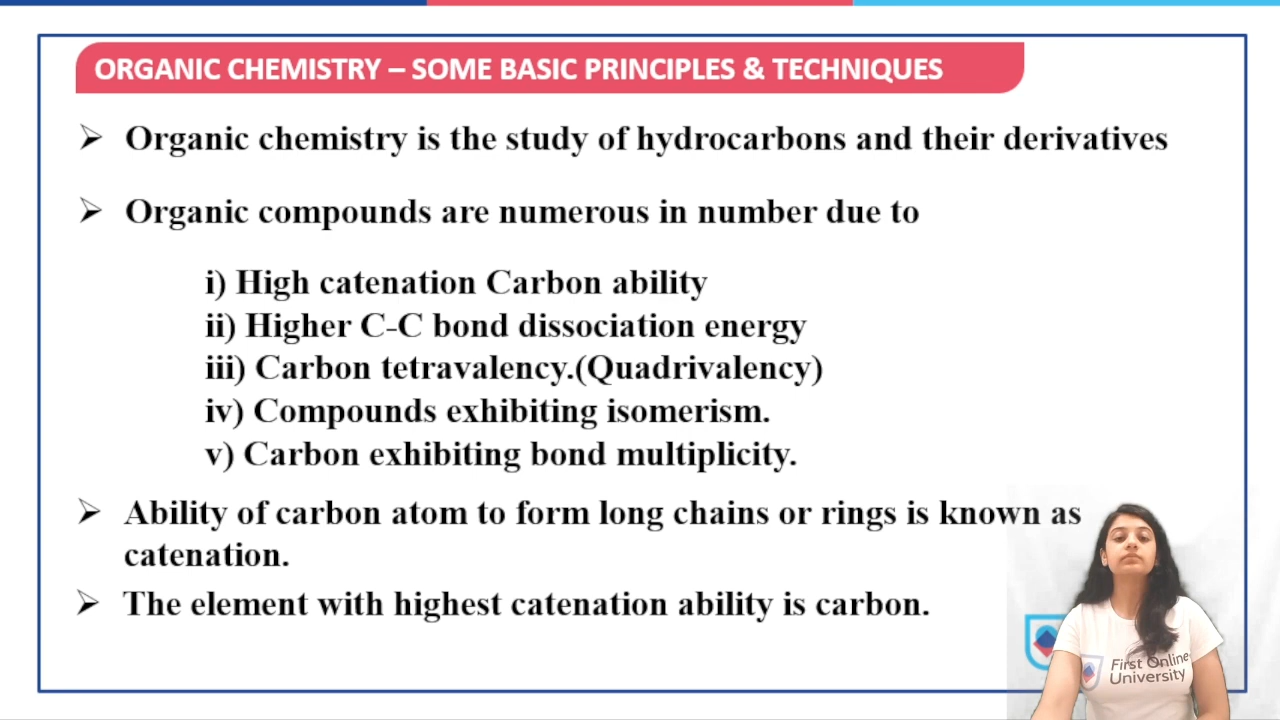 ORGANIC CHEMISTRY – SOME BASIC PRINCIPLES & TECHNIQUES
➢ Organic chemistry is the study of hydrocarbons and their derivatives
➢ Organic compounds are numerous in number due to
i) High catenation Carbon ability
ii) Higher C-C bond dissociation energy
iii) Carbon tetravalency.(Quadrivalency)
iv) Compounds exhibiting isomerism.
v) Carbon exhibiting bond multiplicity.
➢ Ability of carbon atom to form long chains or rings is known as
catenation.
➢ The element with highest catenation ability is carbon.
First Online
University